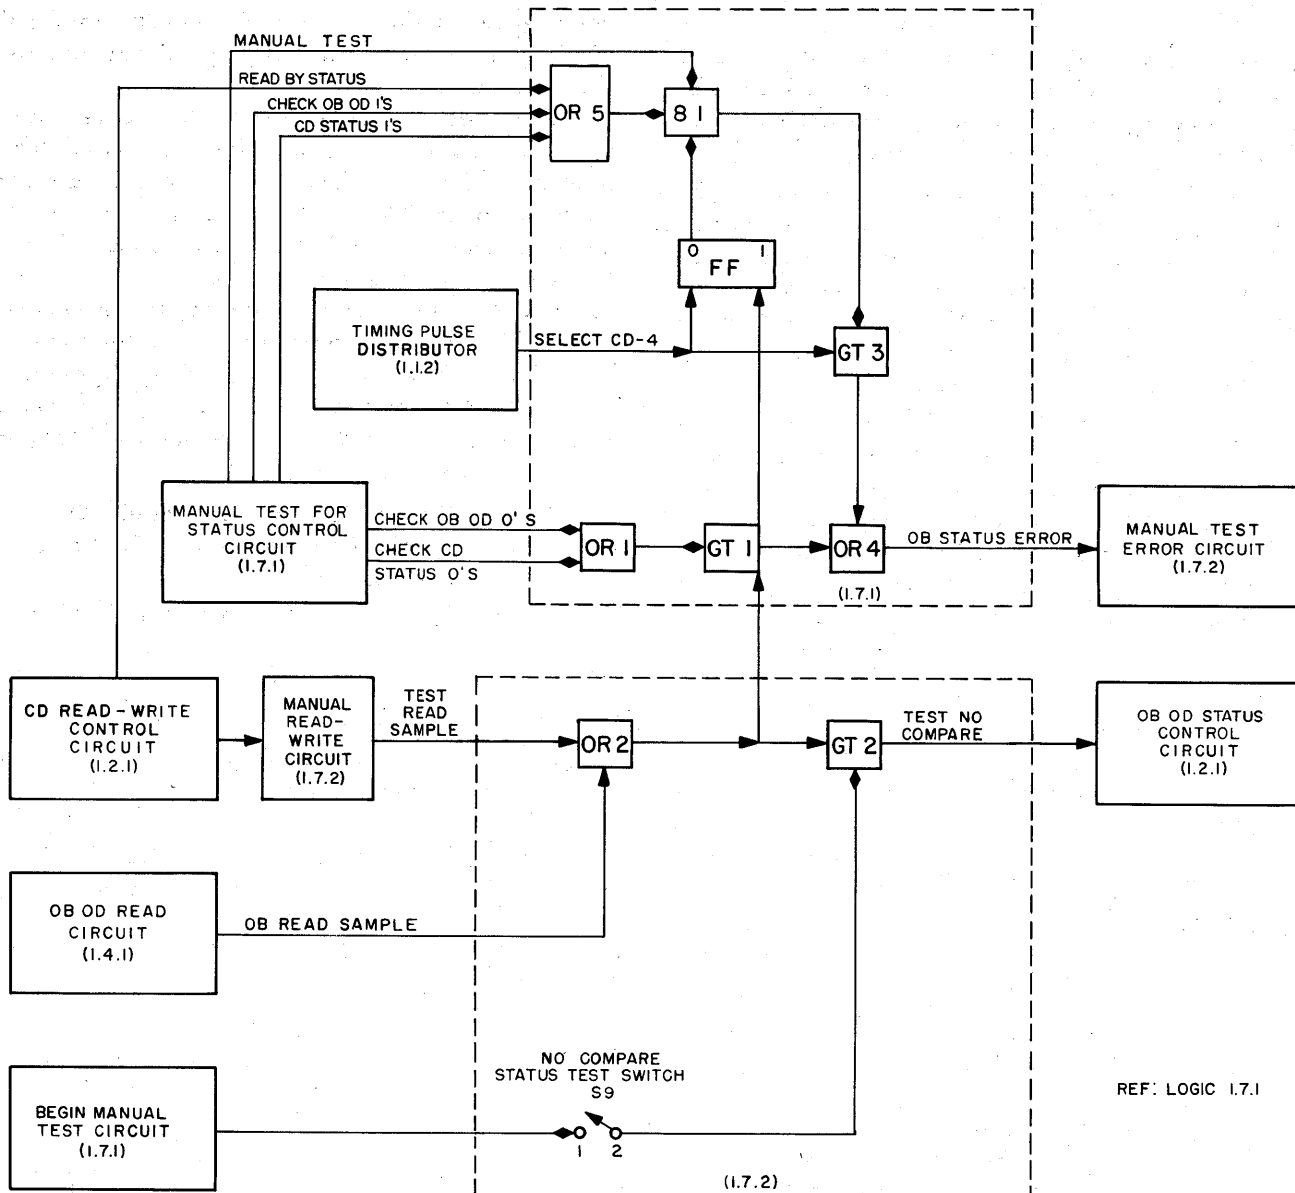 MANUAL TEST
READ BY STATUS
CHECK OB OD I'S
CD STATUS I'S
OR 5
8 I
O I
FF
TIMING PULSE
DISTRIBUTOR
(1.1.2)
SELECT CD-4
GT 3
MANUAL TEST FOR
STATUS CONTROL
CIRCUIT
(1.7.1)
CHECK OB OD O'S
CHECK CD
STATUS O'S
OR 1
GT 1
OR 4
(1.7.1)
OB STATUS ERROR
MANUAL TEST
ERROR CIRCUIT
(1.7.2)
CD READ-WRITE
CONTROL
CIRCUIT
(1.2.1)
MANUAL
READ-
WRITE
CIRCUIT
(1.7.2)
TEST
READ
SAMPLE
OR 2
GT 2
TEST NO
COMPARE
OB OD STATUS
CONTROL
CIRCUIT
(1.2.1)
OB OD READ
CIRCUIT
(1.4.1)
OB READ SAMPLE
NO COMPARE
STATUS TEST SWITCH
S9
1 2
BEGIN MANUAL
TEST CIRCUIT
(1.7.1)
(1.7.2)
REF: LOGIC 1.7.1